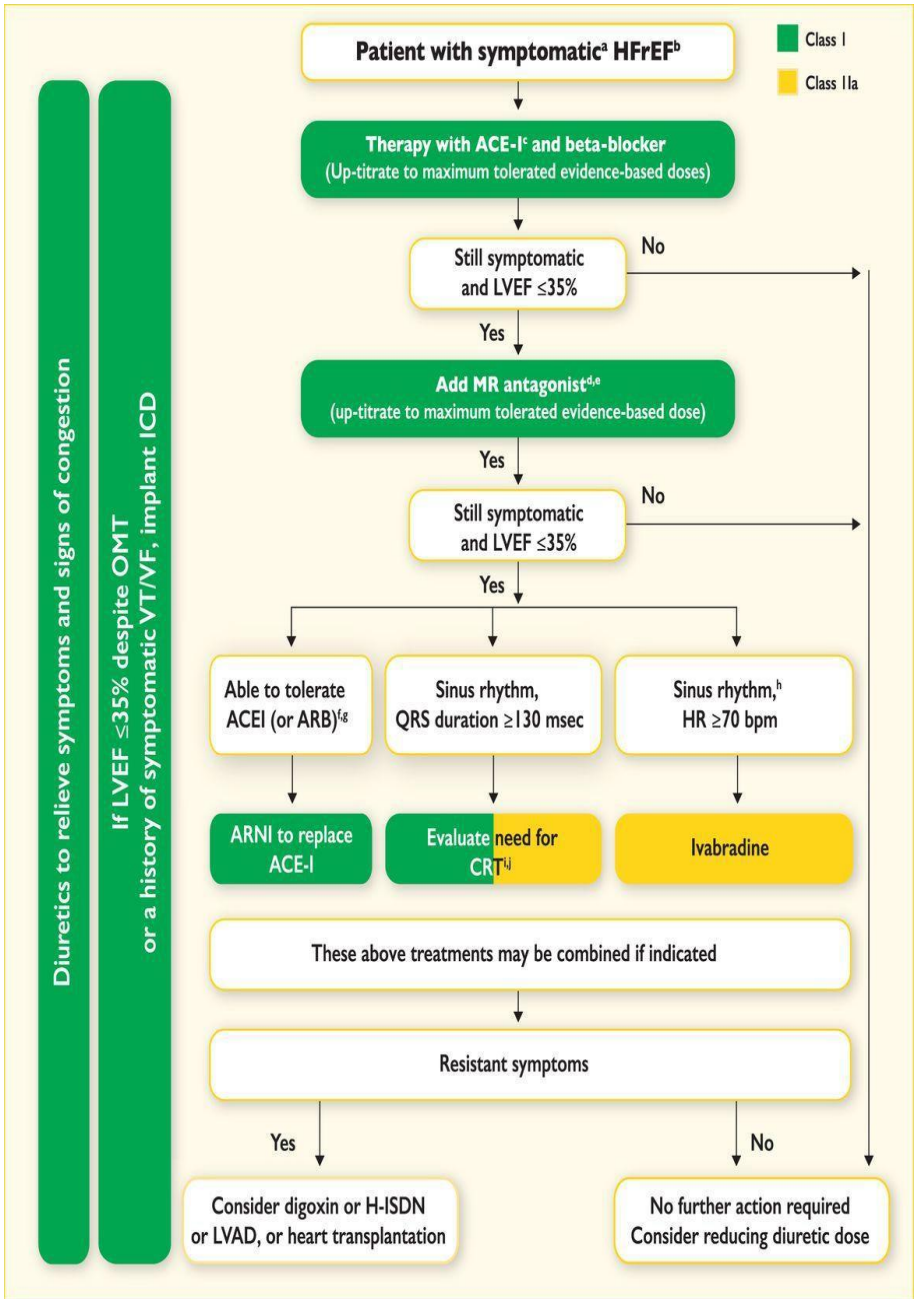 Patient with symptomaticᵃ HFrEFᵇ
Class I
Class IIa
Therapy with ACE-Iᶜ and beta-blocker
(Up-titrate to maximum tolerated evidence-based doses)
Still symptomatic
and LVEF ≤35%
No
Yes
Add MR antagonistᵈ,ᵉ
(up-titrate to maximum tolerated evidence-based dose)
Yes
Still symptomatic
and LVEF ≤35%
No
Yes
Able to tolerate
ACEI (or ARB)ᶠ,ᵍ
Sinus rhythm,
QRS duration ≥130 msec
Sinus rhythm,ʰ
HR ≥70 bpm
ARNI to replace
ACE-I
Evaluate need for
CRTⁱ,ʲ
Ivabradine
These above treatments may be combined if indicated
Resistant symptoms
Yes
No
Consider digoxin or H-ISDN
or LVAD, or heart transplantation
No further action required
Consider reducing diuretic dose
Diuretics to relieve symptoms and signs of congestion
If LVEF ≤35% despite OMT
or a history of symptomatic VT/VF, implant ICD